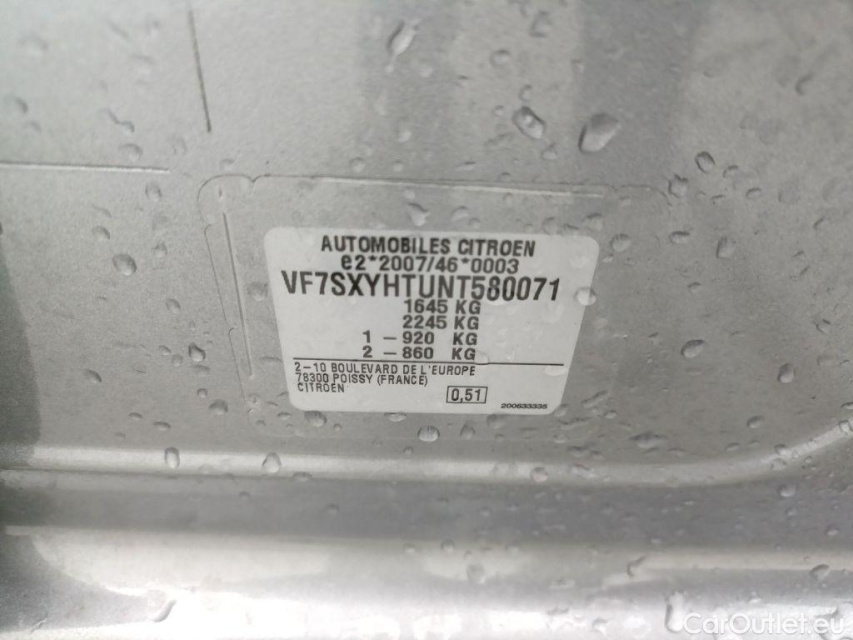 AUTOMOBILES CITROEN
e2*2007/46*0003
VF7SXYHTUNT580071
1645 KG
2245 KG
1 - 920 KG
2 - 860 KG
2-10 BOULEVARD DE L'EUROPE
78300 POISSY (FRANCE)
CITROEN
0,51
200633335
CarOutlet.eu